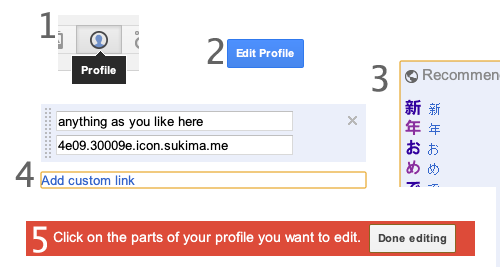 1
Profile
2
Edit Profile
3
Recommen
新 新
年 年
お お
め め
で で
anything as you like here
4e09.30009e.icon.sukima.me
4
Add custom link
5
Click on the parts of your profile you want to edit.
Done editing